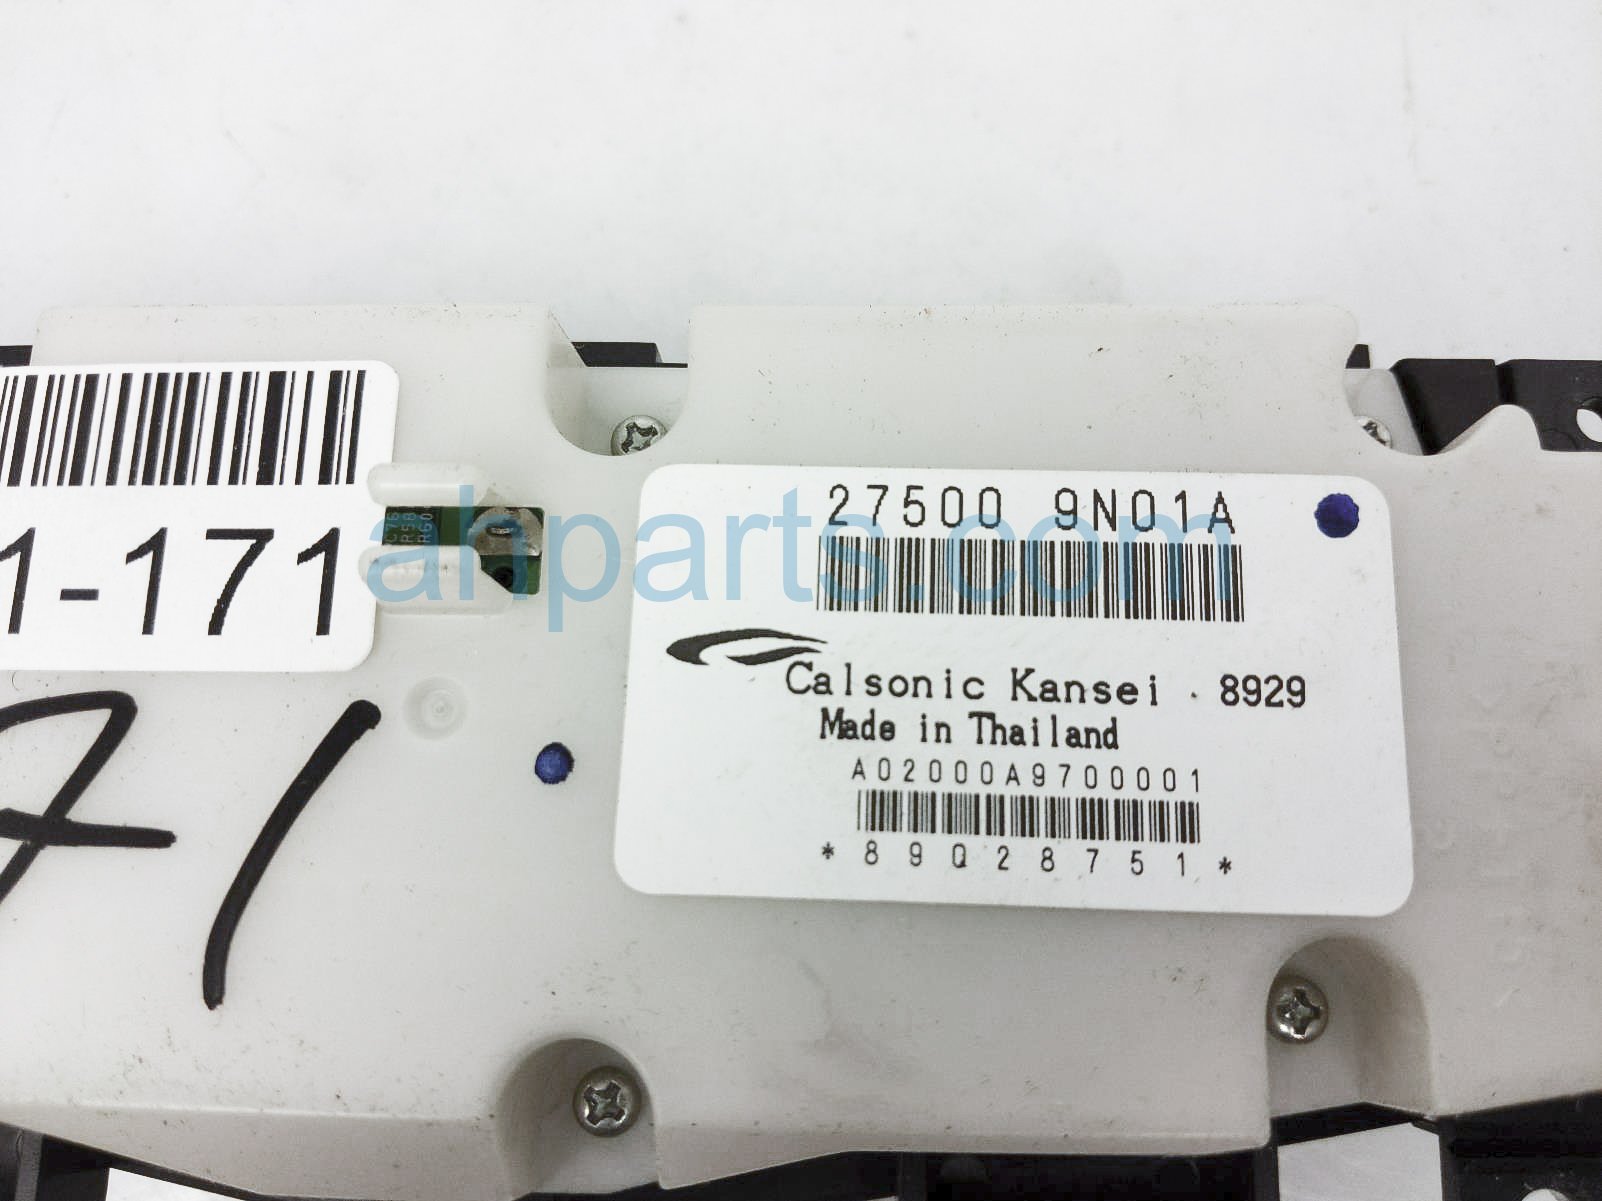 27500 9N01A
1-171
Calsonic Kansei . 8929
Made in Thailand
A02000A9700001
*89Q28751*
71
ahparts.com